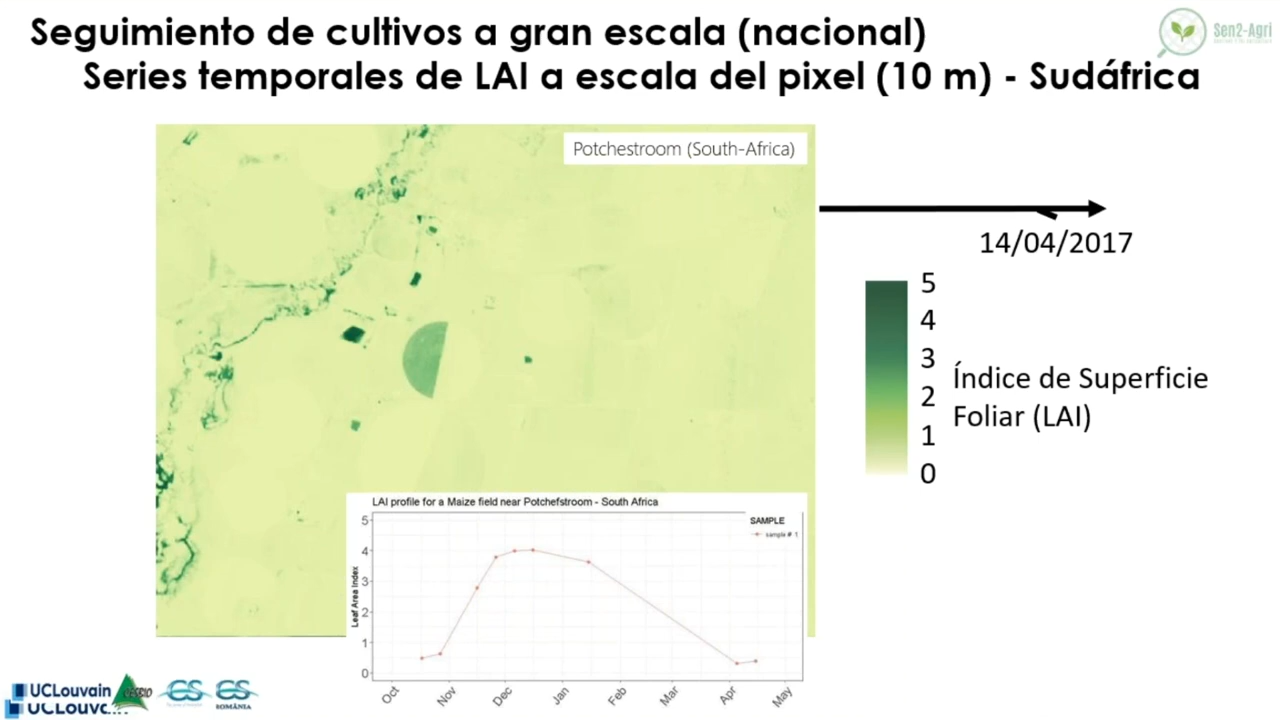 Seguimiento de cultivos a gran escala (nacional)
Sen2-Agri
Series temporales de LAI a escala del pixel (10 m) - Sudáfrica
Potchestroom (South-Africa)
14/04/2017
5
4
3
2
1
0
Índice de Superficie
Foliar (LAI)
LAI profile for a Maize field near Potchefstroom - South Africa
SAMPLE
sample # 1
Leaf Area Index
5
4
3
2
1
0
Oct
Nov
Dec
Jan
Feb
Mar
Apr
May
UCLouvain
CS
CS
ROMÂNIA